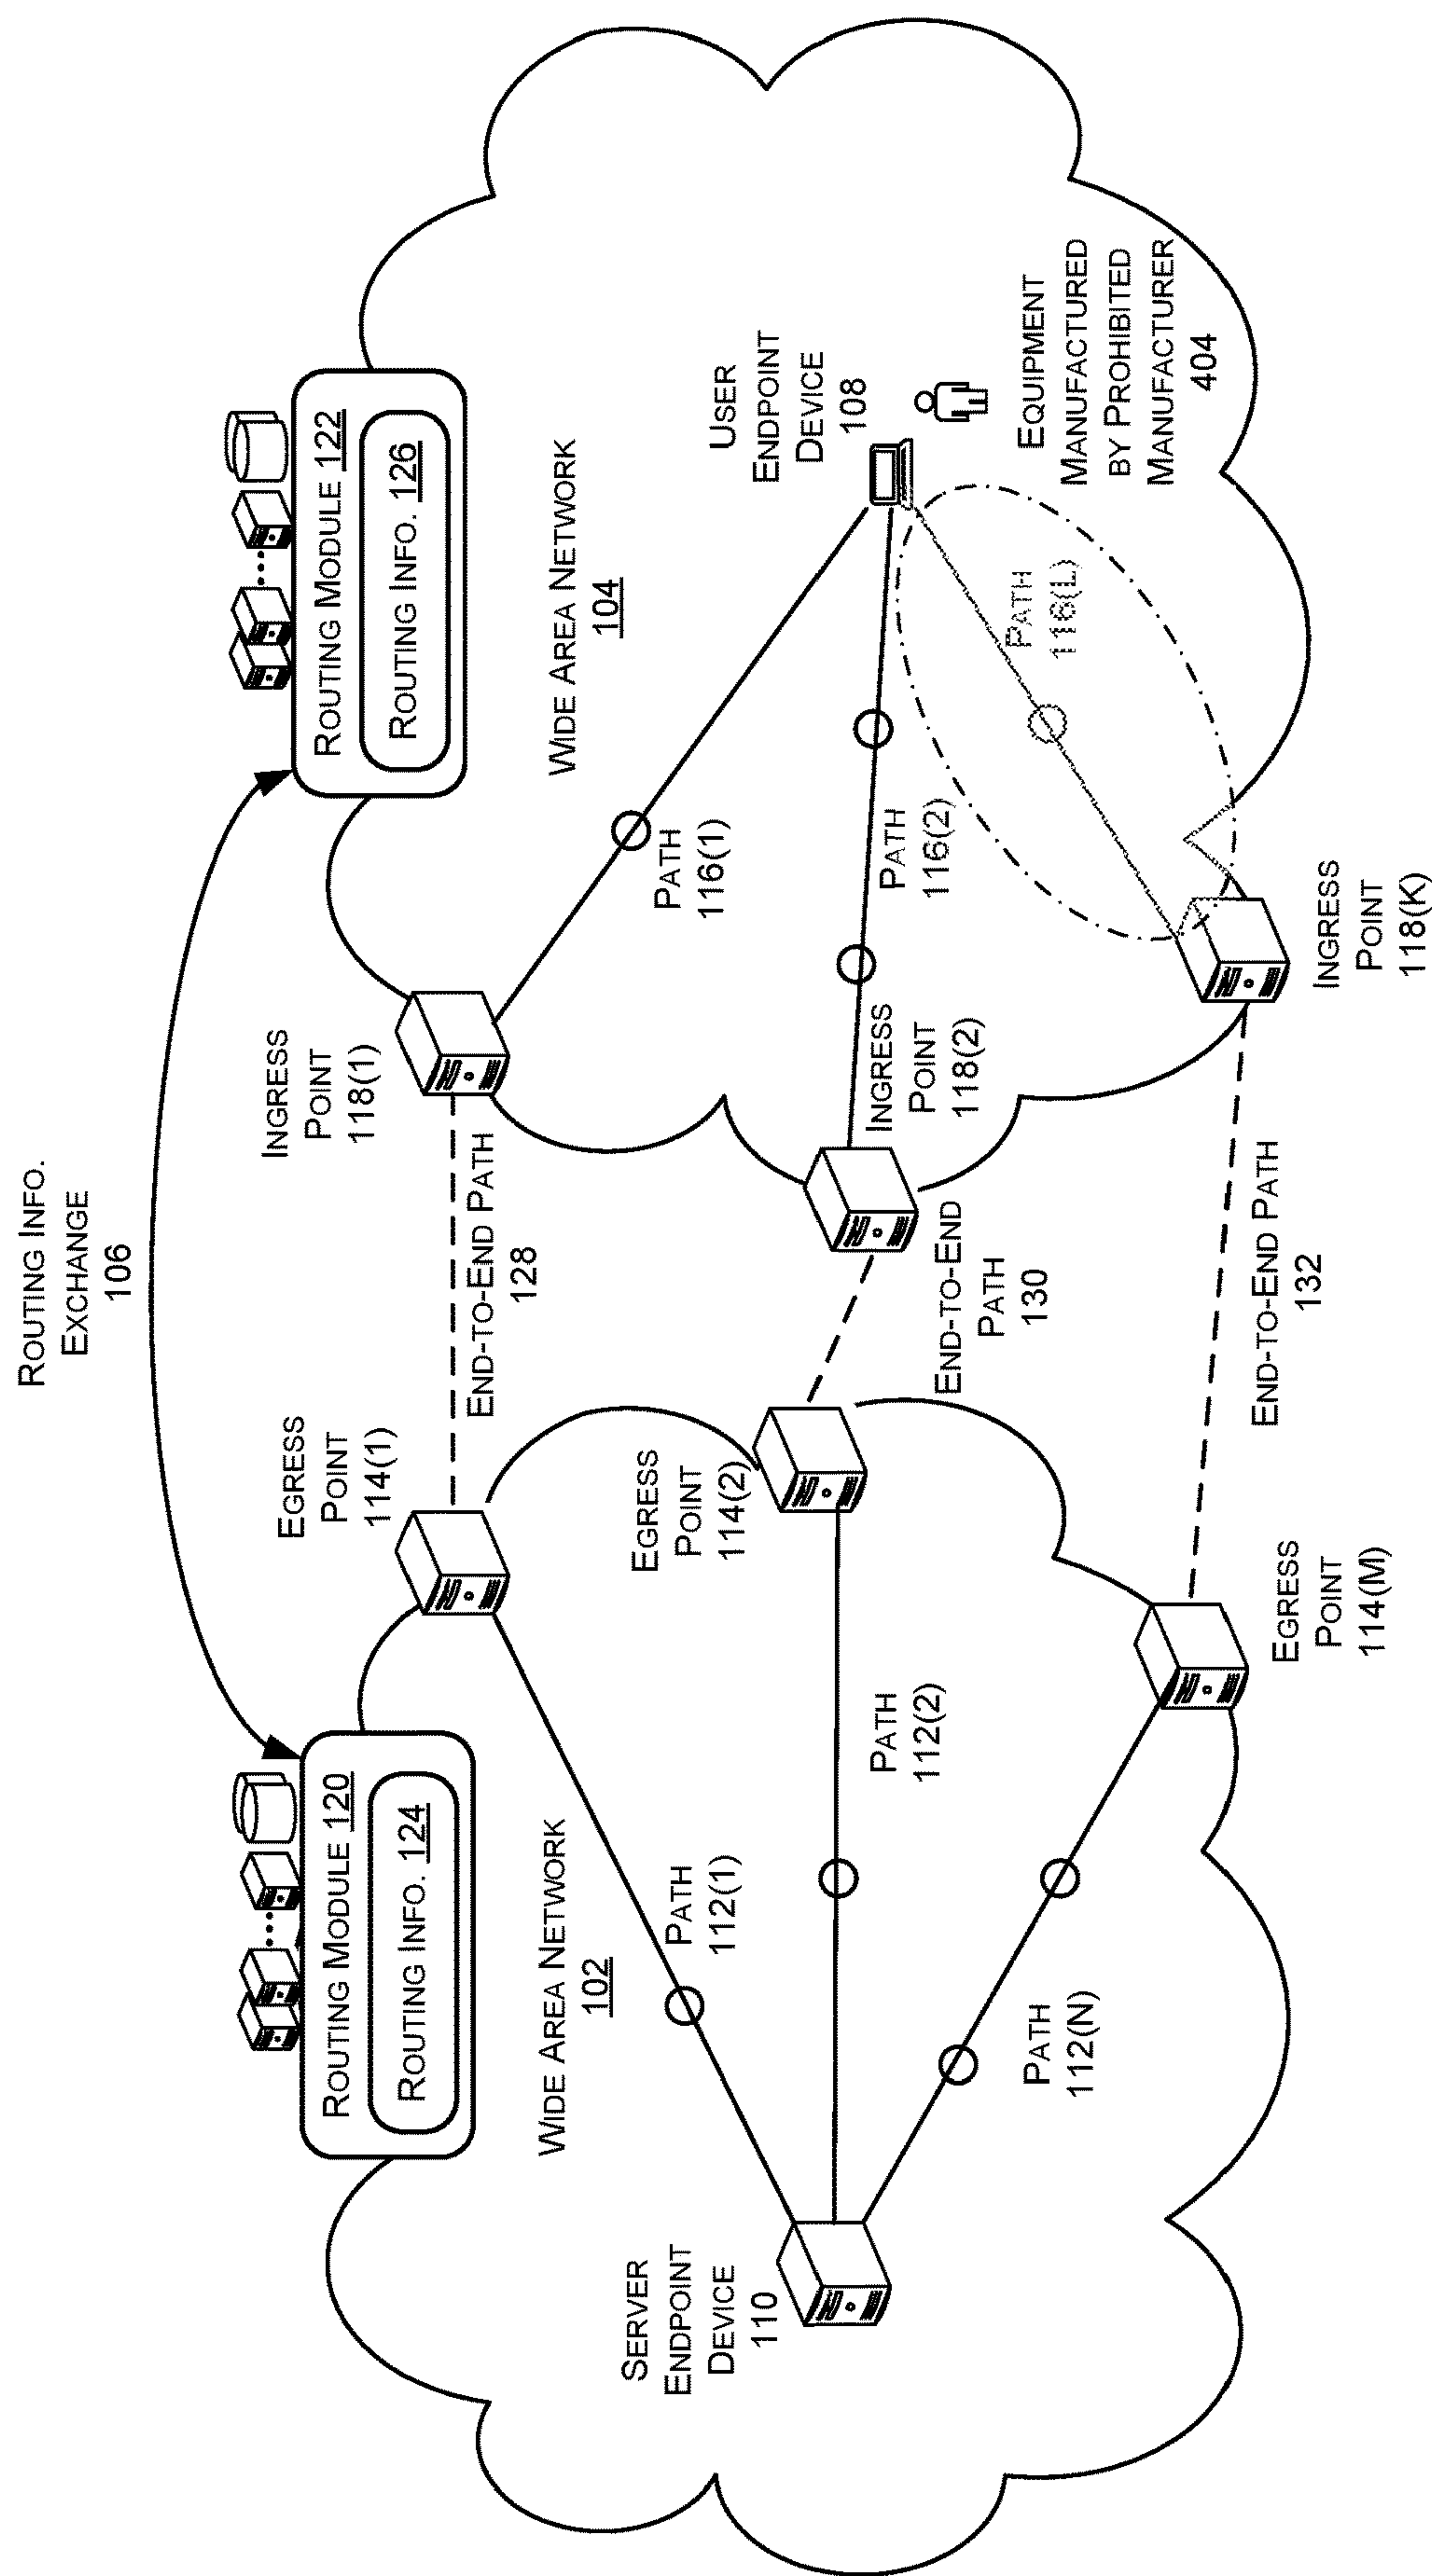 ROUTING INFO.
EXCHANGE
106
ROUTING MODULE 120
ROUTING INFO. 124
ROUTING MODULE 122
ROUTING INFO. 126
EGRESS
POINT
114(1)
INGRESS
POINT
118(1)
END-TO-END PATH
128
WIDE AREA NETWORK
102
WIDE AREA NETWORK
104
PATH
112(1)
PATH
116(1)
SERVER
ENDPOINT
DEVICE
110
EGRESS
POINT
114(2)
INGRESS
POINT
118(2)
USER
ENDPOINT
DEVICE
108
PATH
112(2)
END-TO-END
PATH
130
PATH
116(2)
PATH
116(L)
EQUIPMENT
MANUFACTURED
BY PROHIBITED
MANUFACTURER
404
PATH
112(N)
EGRESS
POINT
114(M)
END-TO-END PATH
132
INGRESS
POINT
118(K)